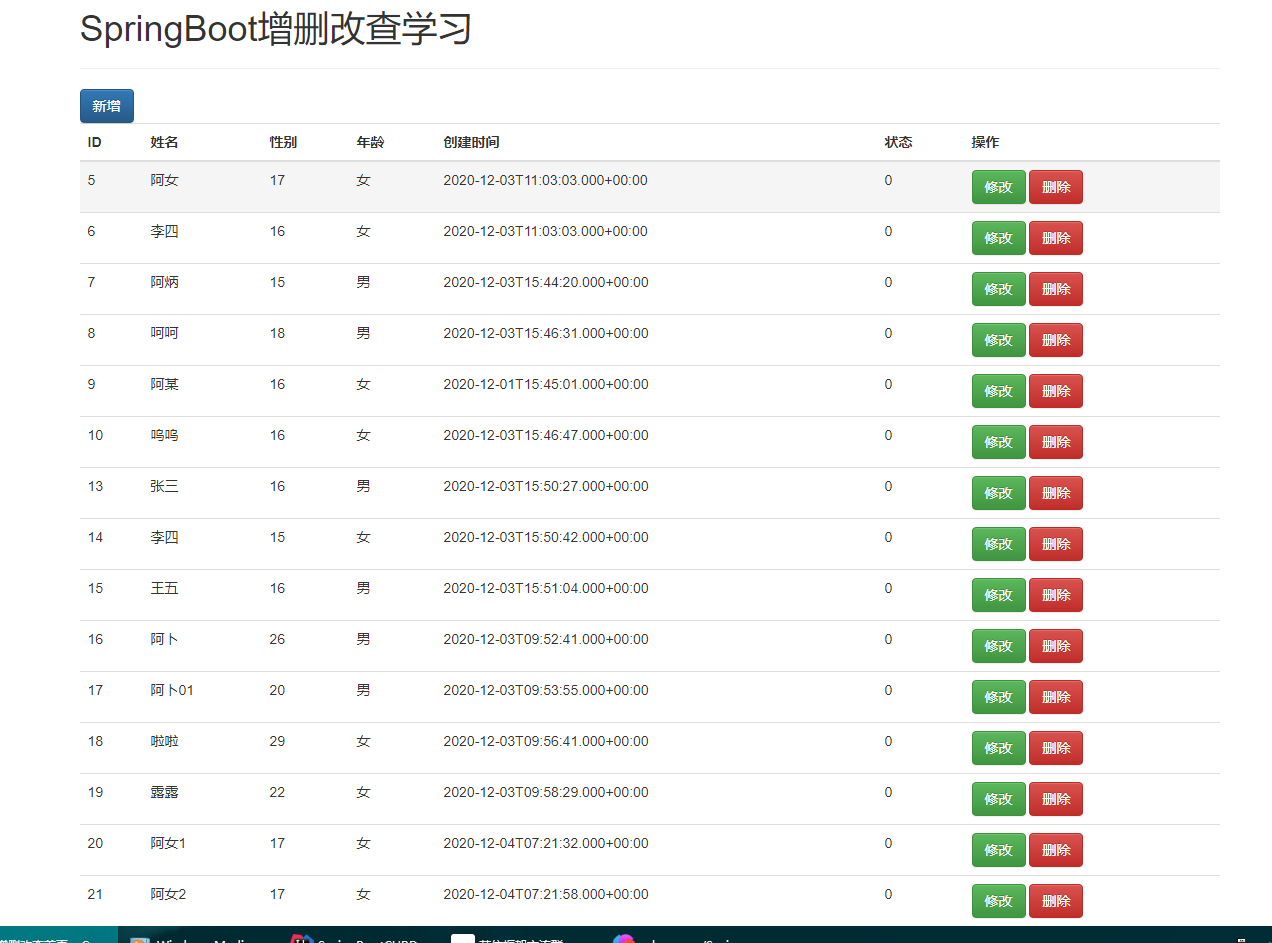 SpringBoot增删改查学习
新增
ID 姓名 性别 年龄 创建时间 状态 操作
5 阿女 17 女 2020-12-03T11:03:03.000+00:00 0 修改 删除
6 李四 16 女 2020-12-03T11:03:03.000+00:00 0 修改 删除
7 阿炳 15 男 2020-12-03T15:44:20.000+00:00 0 修改 删除
8 呵呵 18 男 2020-12-03T15:46:31.000+00:00 0 修改 删除
9 阿某 16 女 2020-12-01T15:45:01.000+00:00 0 修改 删除
10 呜呜 16 女 2020-12-03T15:46:47.000+00:00 0 修改 删除
13 张三 16 男 2020-12-03T15:50:27.000+00:00 0 修改 删除
14 李四 15 女 2020-12-03T15:50:42.000+00:00 0 修改 删除
15 王五 16 男 2020-12-03T15:51:04.000+00:00 0 修改 删除
16 阿卜 26 男 2020-12-03T09:52:41.000+00:00 0 修改 删除
17 阿卜01 20 男 2020-12-03T09:53:55.000+00:00 0 修改 删除
18 啦啦 29 女 2020-12-03T09:56:41.000+00:00 0 修改 删除
19 露露 22 女 2020-12-03T09:58:29.000+00:00 0 修改 删除
20 阿女1 17 女 2020-12-04T07:21:32.000+00:00 0 修改 删除
21 阿女2 17 女 2020-12-04T07:21:58.000+00:00 0 修改 删除